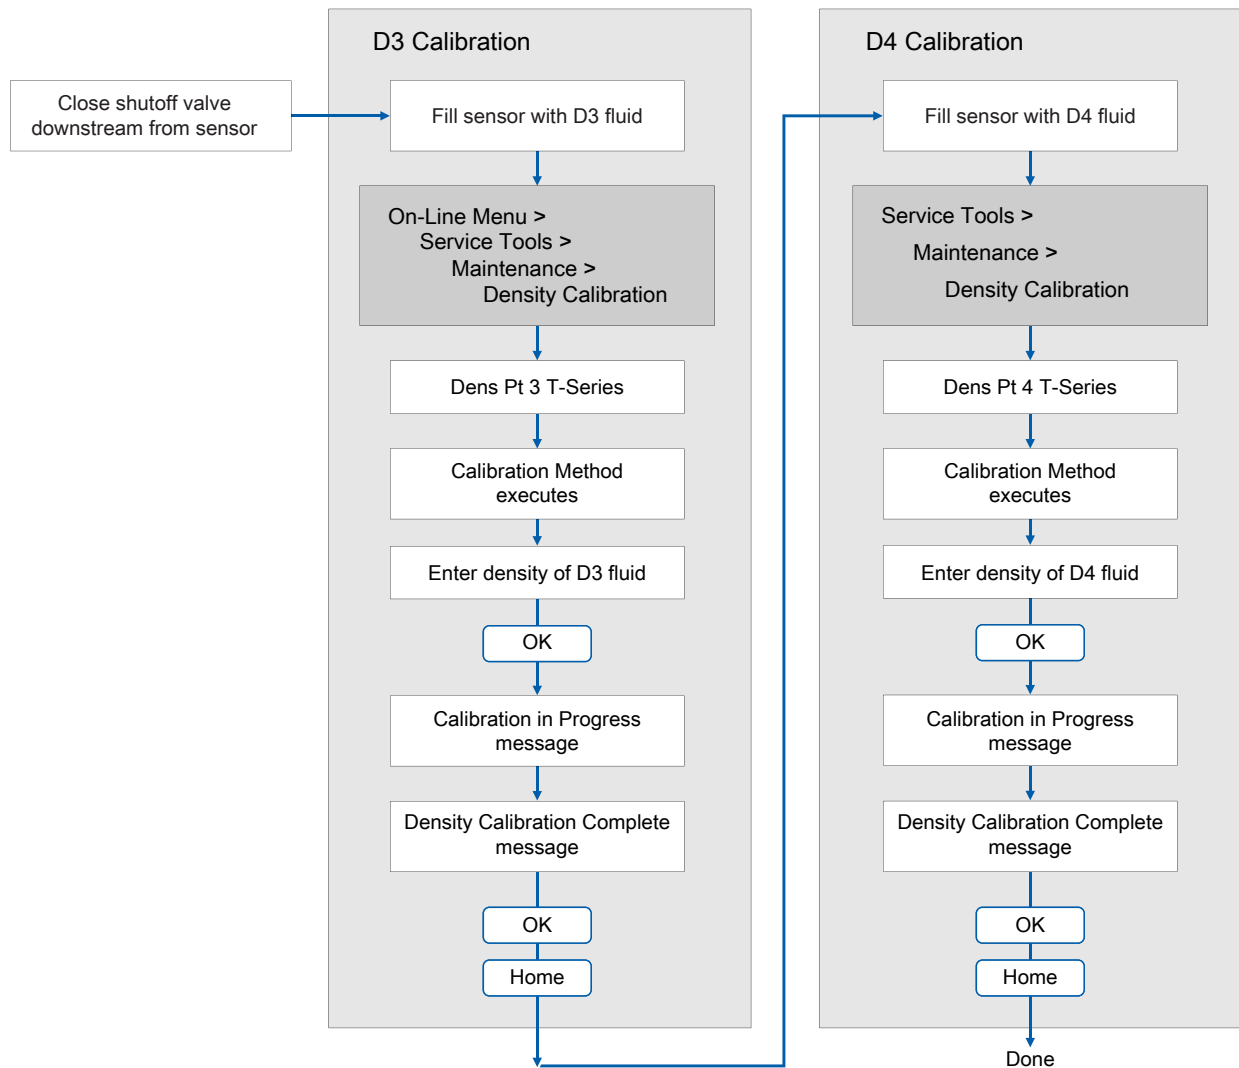 Close shutoff valve
downstream from sensor
D3 Calibration
Fill sensor with D3 fluid
On-Line Menu >
Service Tools >
Maintenance >
Density Calibration
Dens Pt 3 T-Series
Calibration Method
executes
Enter density of D3 fluid
OK
Calibration in Progress
message
Density Calibration Complete
message
OK
Home
D4 Calibration
Fill sensor with D4 fluid
Service Tools >
Maintenance >
Density Calibration
Dens Pt 4 T-Series
Calibration Method
executes
Enter density of D4 fluid
OK
Calibration in Progress
message
Density Calibration Complete
message
OK
Home
Done